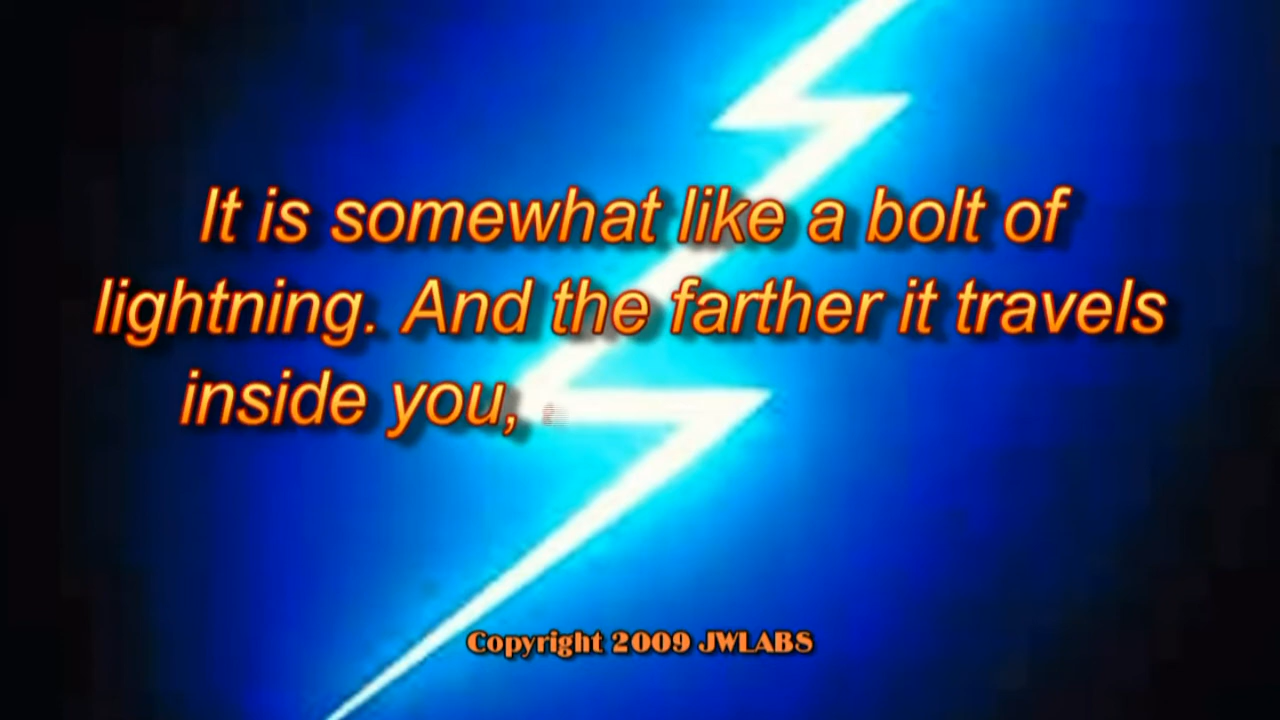 It is somewhat like a bolt of
lightning. And the farther it travels
inside you,
Copyright 2009 JWLABS